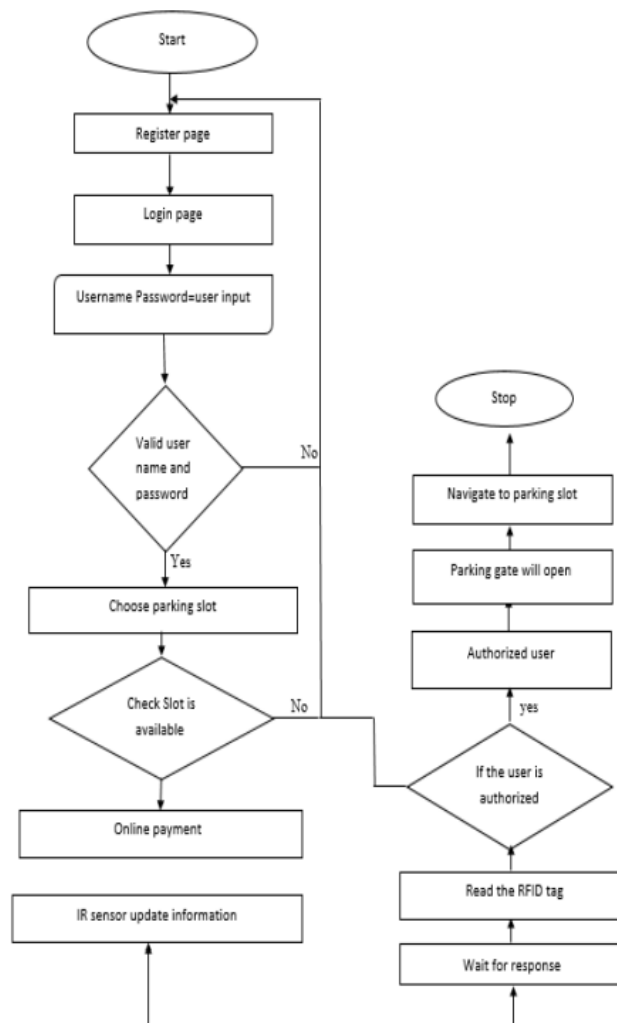 Start
Register page
Login page
Username Password=user input
Valid user
name and
password
No
Yes
Choose parking slot
Check Slot is
available
No
Online payment
IR sensor update information
Stop
Navigate to parking slot
Parking gate will open
Authorized user
yes
If the user is
authorized
Read the RFID tag
Wait for response